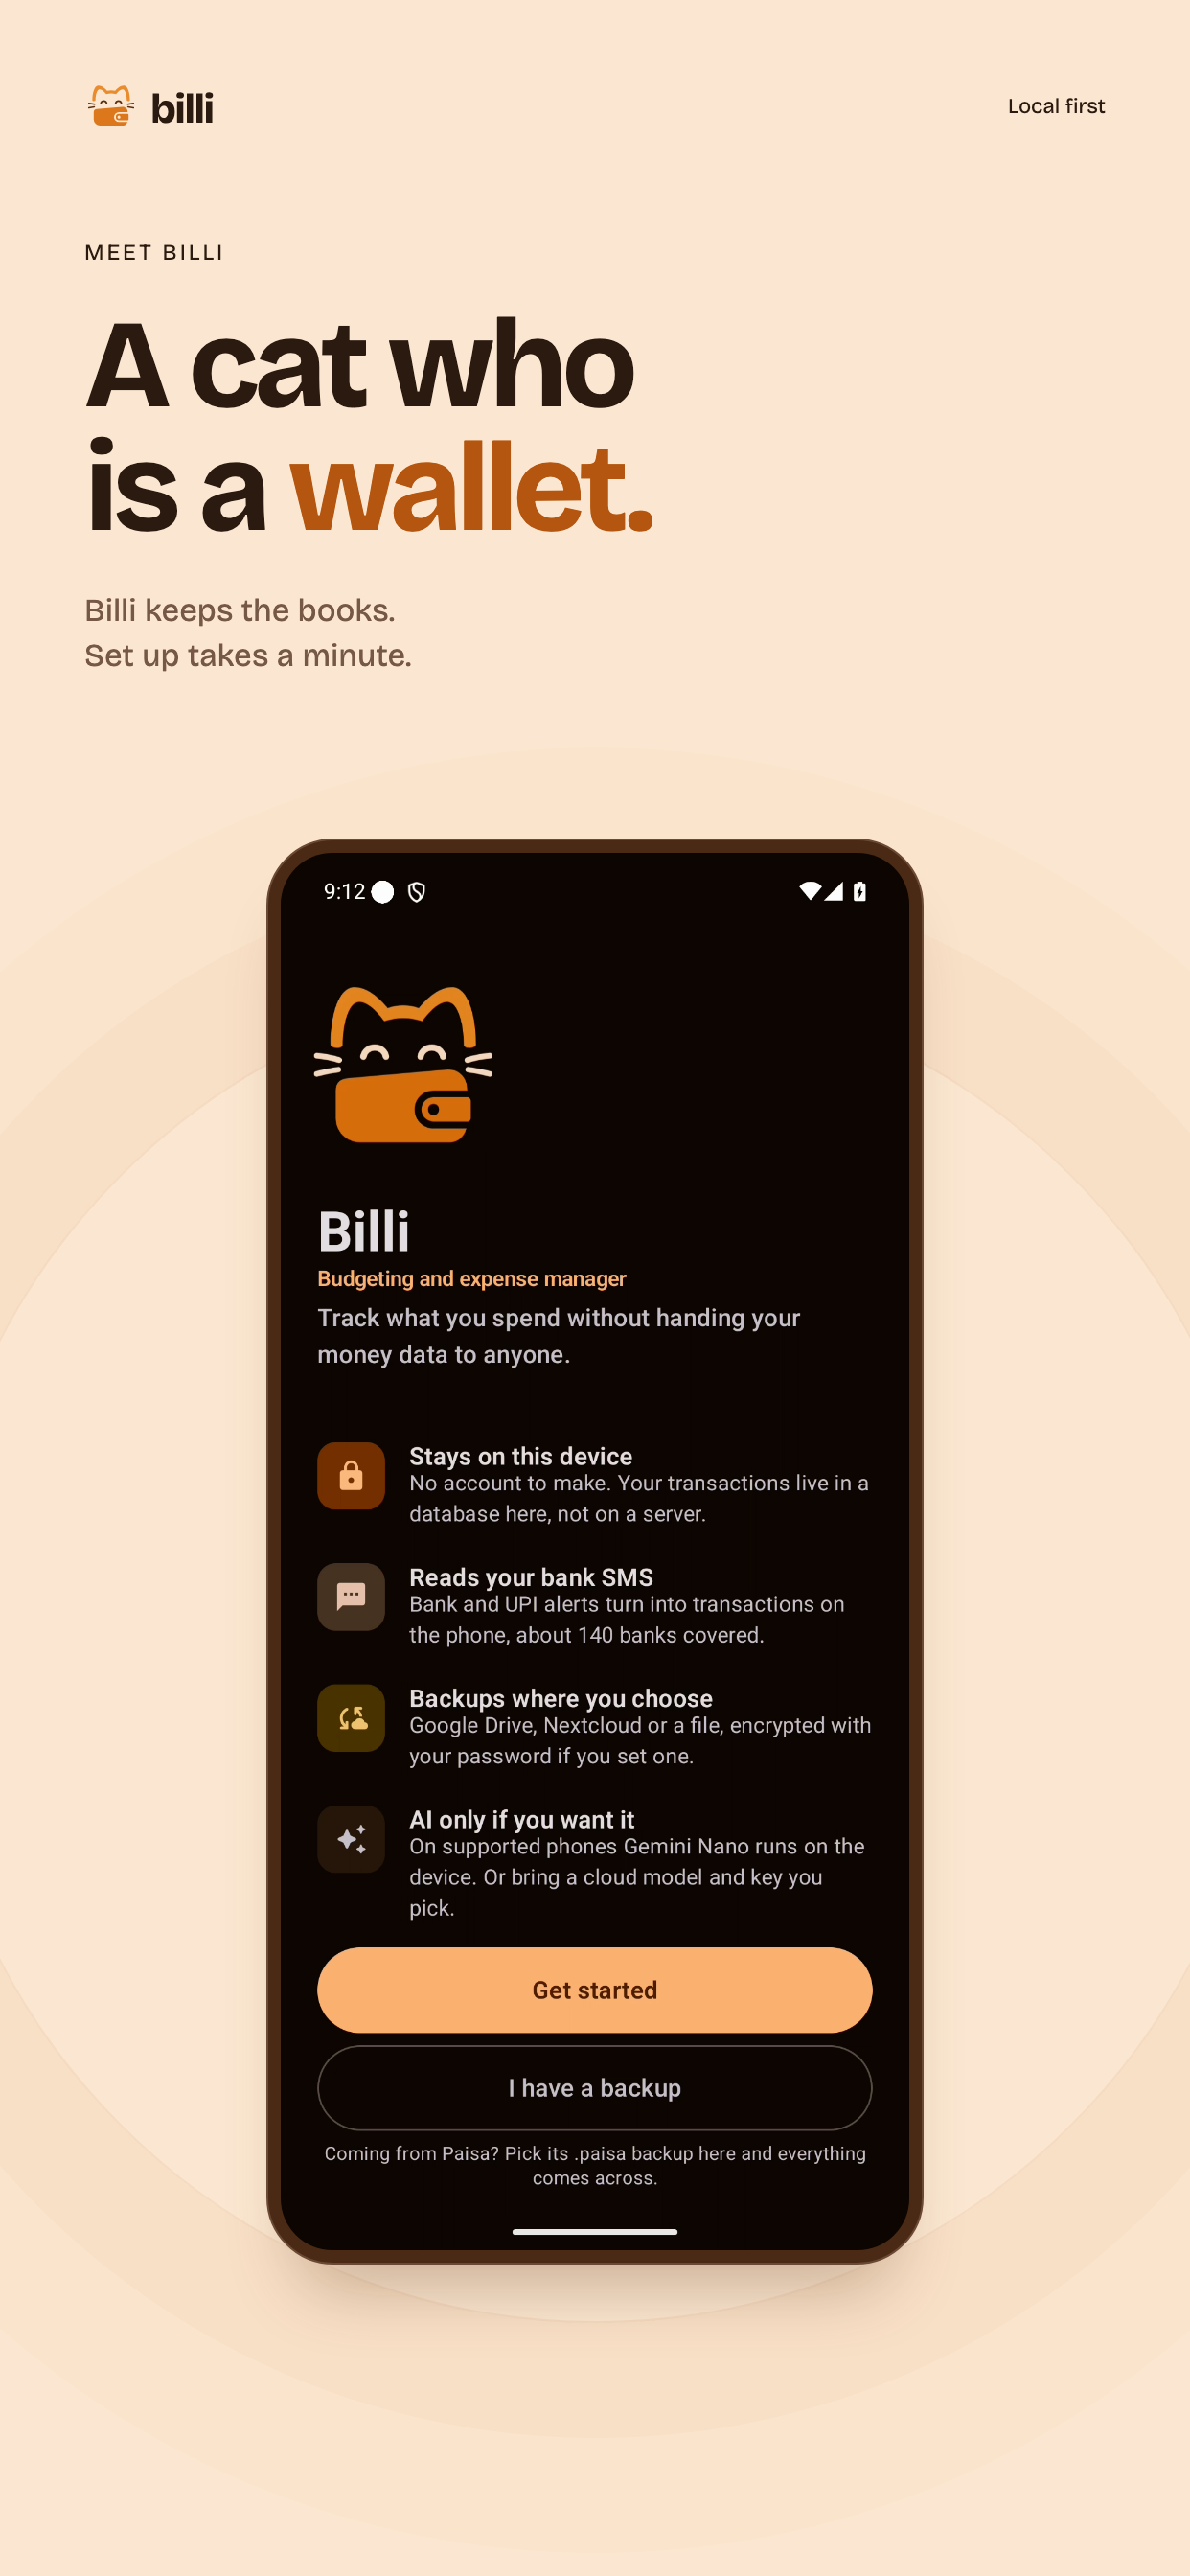 billi
Local first
MEET BILLI
A cat who
is a wallet.
Billi keeps the books.
Set up takes a minute.
9:12
Billi
Budgeting and expense manager
Track what you spend without handing your
money data to anyone.
Stays on this device
No account to make. Your transactions live in a
database here, not on a server.
Reads your bank SMS
Bank and UPI alerts turn into transactions on
the phone, about 140 banks covered.
Backups where you choose
Google Drive, Nextcloud or a file, encrypted with
your password if you set one.
AI only if you want it
On supported phones Gemini Nano runs on the
device. Or bring a cloud model and key you
pick.
Get started
I have a backup
Coming from Paisa? Pick its .paisa backup here and everything
comes across.